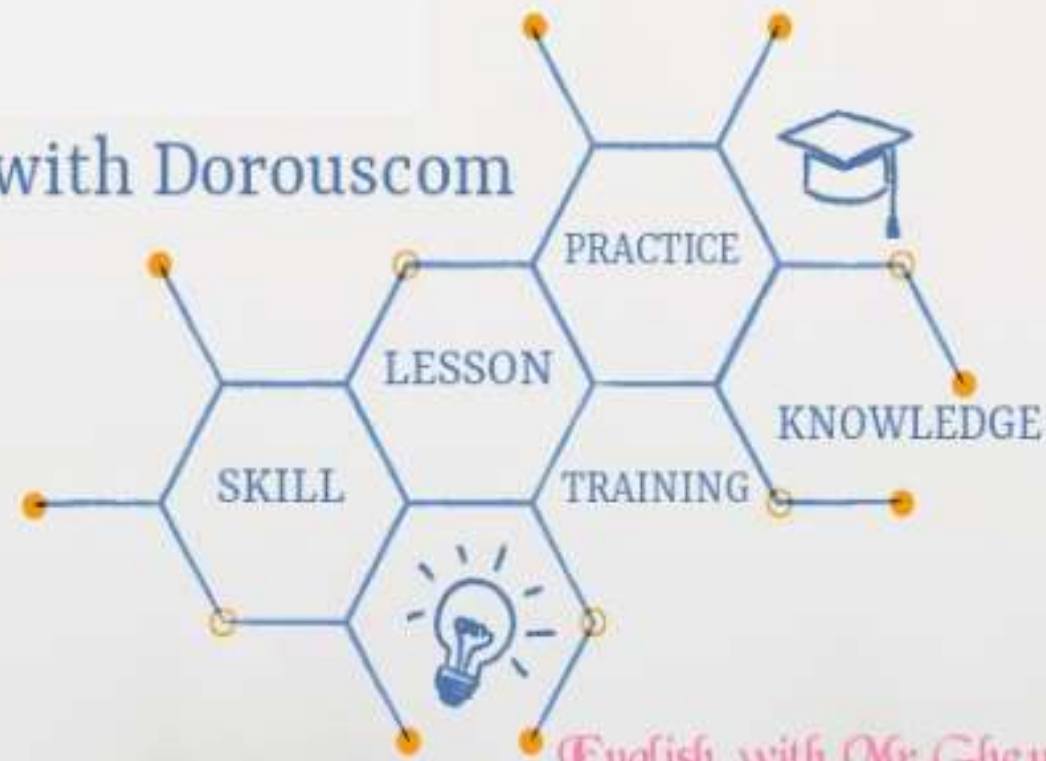 with Dorouscom
PRACTICE
LESSON
KNOWLEDGE
SKILL
TRAINING
English with Mr